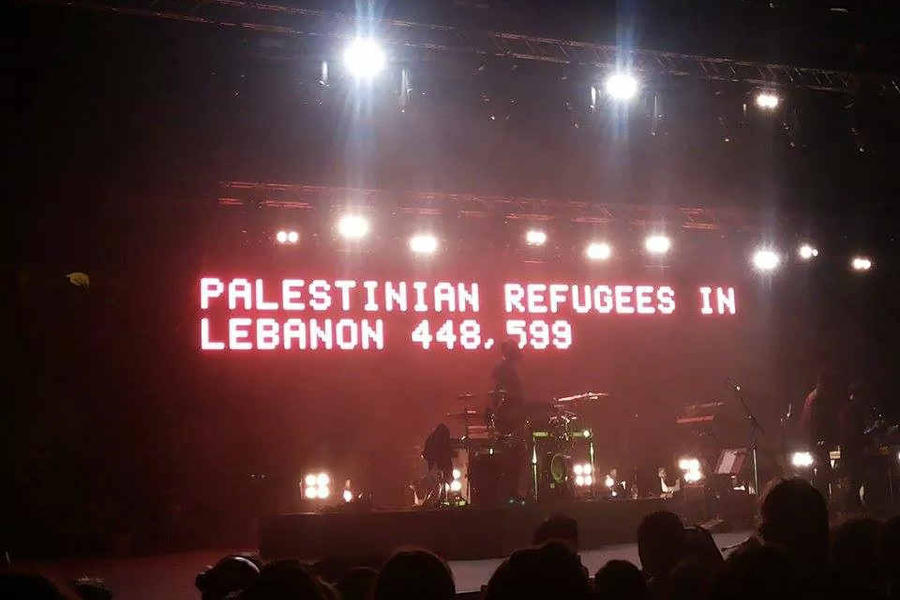 PALESTINIAN REFUGEES IN
LEBANON 448,599